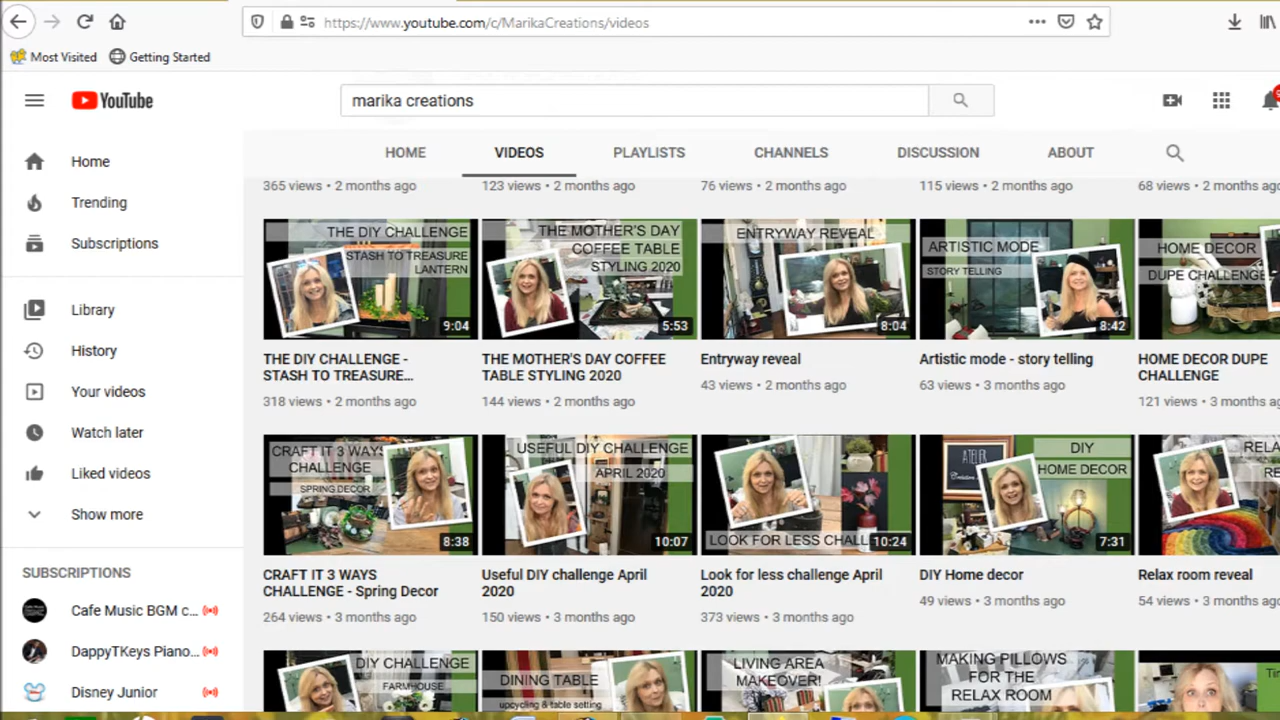 https://www.youtube.com/c/MarikaCreations/videos
Most Visited
Getting Started
YouTube
marika creations
HOME
VIDEOS
PLAYLISTS
CHANNELS
DISCUSSION
ABOUT
Home
Trending
Subscriptions
Library
History
Your videos
Watch later
Liked videos
Show more
SUBSCRIPTIONS
Cafe Music BGM c...
DappyTKeys Piano...
Disney Junior
365 views • 2 months ago
123 views • 2 months ago
76 views • 2 months ago
115 views • 2 months ago
68 views • 2 months ago
THE DIY CHALLENGE
STASH TO TREASURE
LANTERN
9:04
THE MOTHER'S DAY
COFFEE TABLE
STYLING 2020
5:53
ENTRYWAY REVEAL
8:04
ARTISTIC MODE
STORY TELLING
8:42
HOME DECOR
DUPE CHALLENGE
THE DIY CHALLENGE -
STASH TO TREASURE...
318 views • 2 months ago
THE MOTHER'S DAY COFFEE
TABLE STYLING 2020
144 views • 2 months ago
Entryway reveal
43 views • 2 months ago
Artistic mode - story telling
63 views • 3 months ago
HOME DECOR DUPE
CHALLENGE
121 views • 3 months a
CRAFT IT 3 WAYS
CHALLENGE
SPRING DECOR
8:38
USEFUL DIY CHALLENGE
APRIL 2020
10:07
LOOK FOR LESS CHALL
10:24
ATELIER
DIY
HOME DECOR
7:31
RELA
RE
CRAFT IT 3 WAYS
CHALLENGE - Spring Decor
264 views • 3 months ago
Useful DIY challenge April
2020
150 views • 3 months ago
Look for less challenge April
2020
373 views • 3 months ago
DIY Home decor
49 views • 3 months ago
Relax room reveal
54 views • 3 months ago
DIY CHALLENGE
FARMHOUSE
DINING TABLE
upcycling & table setting
LIVING AREA
MAKEOVER!
MAKING PILLOWS
FOR THE
RELAX ROOM